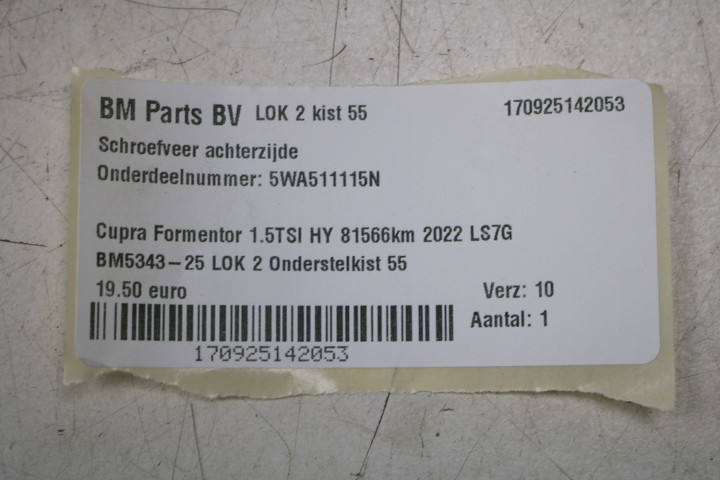 BM Parts BV LOK 2 kist 55 170925142053
Schroefveer achterzijde
Onderdeelnummer: 5WA511115N
Cupra Formentor 1.5TSI HY 81566km 2022 LS7G
BM5343-25 LOK 2 Onderstelkist 55
19.50 euro Verz: 10
Aantal: 1
170925142053